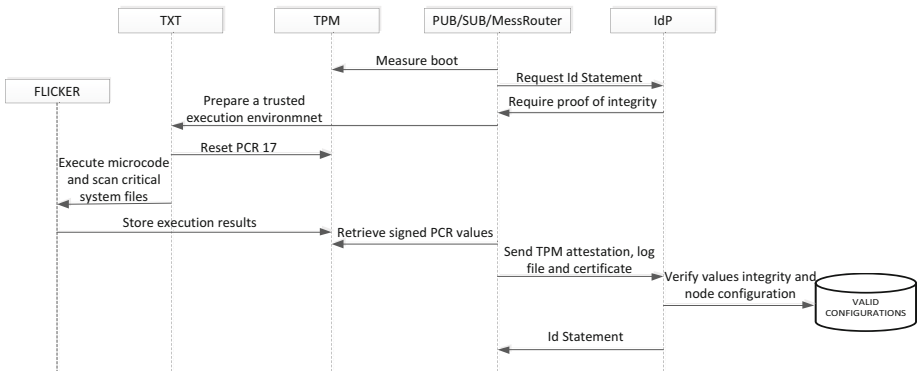 TXT
TPM
PUB/SUB/MessRouter
IdP
Measure boot
Request Id Statement
FLICKER
Prepare a trusted
execution environmnet
Require proof of integrity
Reset PCR 17
Execute microcode
and scan critical
system files
Store execution results
Retrieve signed PCR values
Send TPM attestation, log
file and certificate
Verify values integrity and
node configuration
VALID
CONFIGURATIONS
Id Statement